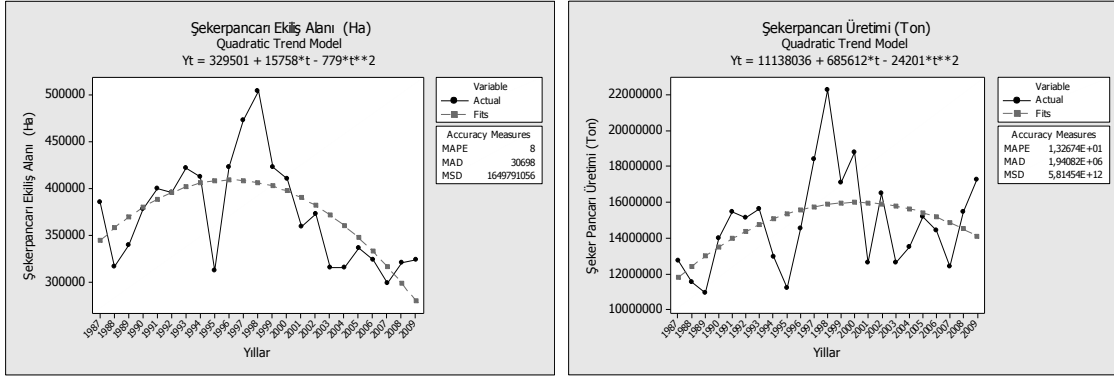 Şekerpancarı Ekiliş Alanı (Ha)
Quadratic Trend Model
Yt = 329501 + 15758*t - 779*t**2
Şekerpancarı Ekiliş Alanı (Ha)
500000
450000
400000
350000
300000
1987
1988
1989
1990
1991
1992
1993
1994
1995
1996
1997
1998
1999
2000
2001
2002
2003
2004
2005
2006
2007
2008
2009
Yıllar
Variable
Actual
Fits
Accuracy Measures
MAPE 8
MAD 30698
MSD 1649791056
Şekerpancarı Üretimi (Ton)
Quadratic Trend Model
Yt = 11138036 + 685612*t - 24201*t**2
Şeker Pancarı Üretimi (Ton)
22000000
20000000
18000000
16000000
14000000
12000000
10000000
1987
1988
1989
1990
1991
1992
1993
1994
1995
1996
1997
1998
1999
2000
2001
2002
2003
2004
2005
2006
2007
2008
2009
Yıllar
Variable
Actual
Fits
Accuracy Measures
MAPE 1,32674E+01
MAD 1,94082E+06
MSD 5,81454E+12